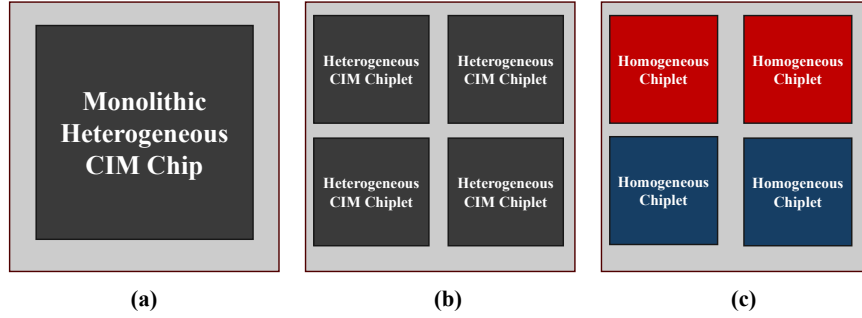 Monolithic
Heterogeneous
CIM Chip
(a)
Heterogeneous
CIM Chiplet
Heterogeneous
CIM Chiplet
Heterogeneous
CIM Chiplet
Heterogeneous
CIM Chiplet
(b)
Homogeneous
Chiplet
Homogeneous
Chiplet
Homogeneous
Chiplet
Homogeneous
Chiplet
(c)